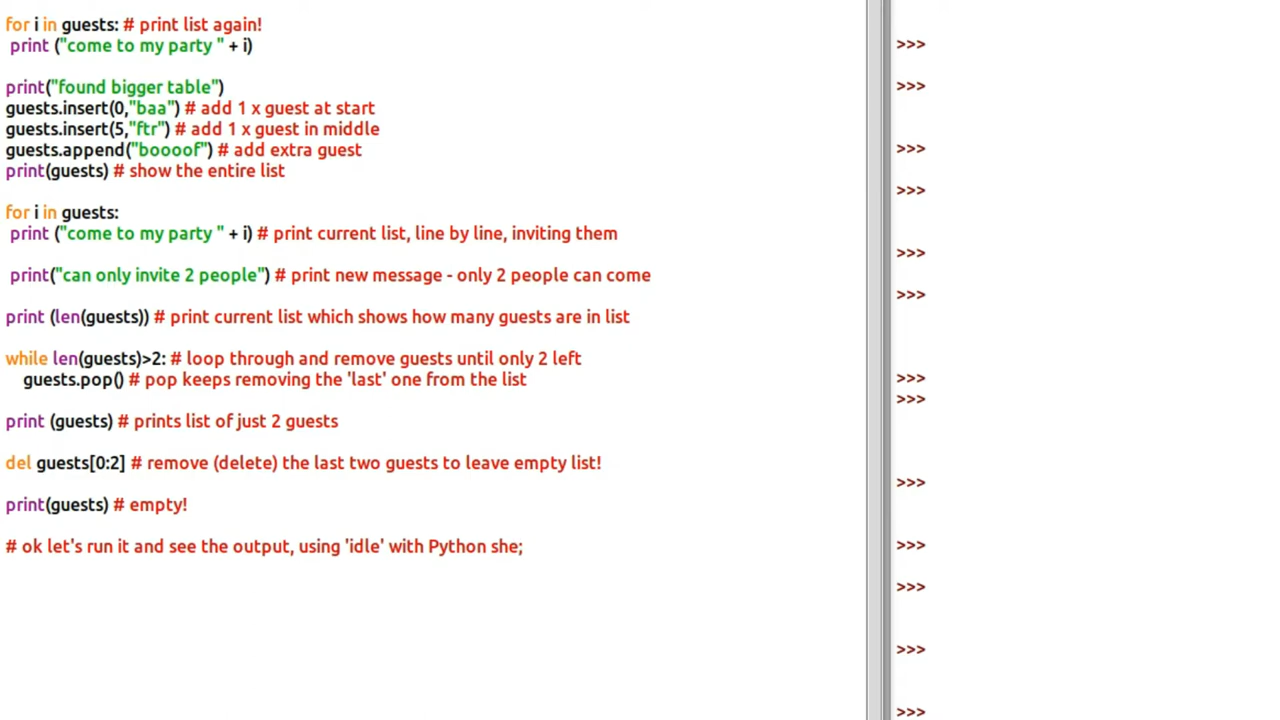 for i in guests: # print list again!
print ("come to my party " + i)
print("found bigger table")
guests.insert(0,"baa") # add 1 x guest at start
guests.insert(5,"ftr") # add 1 x guest in middle
guests.append("boooof") # add extra guest
print(guests) # show the entire list
for i in guests:
print ("come to my party " + i) # print current list, line by line, inviting them
print("can only invite 2 people") # print new message - only 2 people can come
print (len(guests)) # print current list which shows how many guests are in list
while len(guests)>2: # loop through and remove guests until only 2 left
guests.pop() # pop keeps removing the 'last' one from the list
print (guests) # prints list of just 2 guests
del guests[0:2] # remove (delete) the last two guests to leave empty list!
print(guests) # empty!
# ok let's run it and see the output, using 'idle' with Python she;
>>>
>>>
>>>
>>>
>>>
>>>
>>>
>>>
>>>
>>>
>>>
>>>
>>>